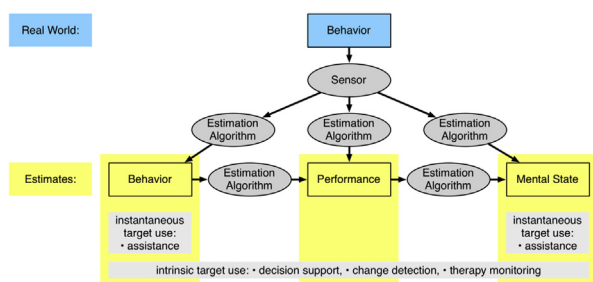 Real World:
Behavior
Sensor
Estimation
Algorithm
Estimation
Algorithm
Estimation
Algorithm
Estimates:
Behavior
Estimation
Algorithm
Performance
Estimation
Algorithm
Mental State
instantaneous
target use:
• assistance
instantaneous
target use:
• assistance
intrinsic target use: • decision support, • change detection, • therapy monitoring